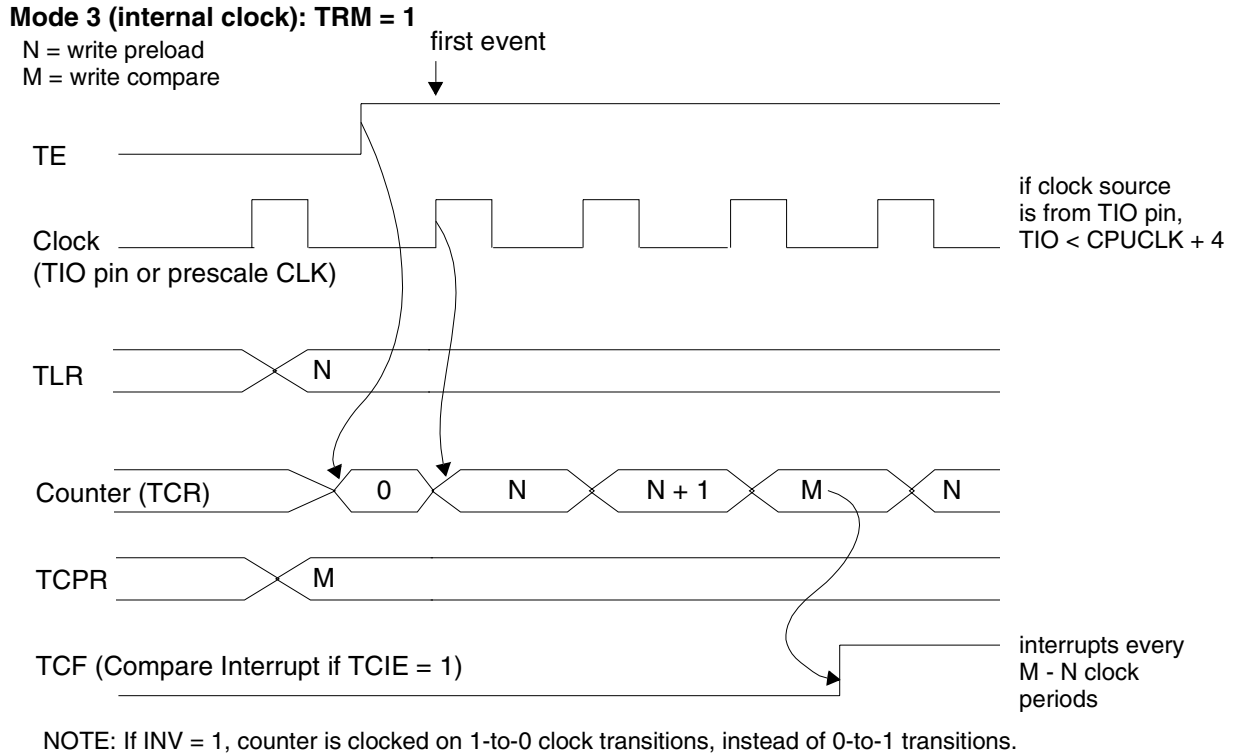 Mode 3 (internal clock): TRM = 1
N = write preload
M = write compare
first event
TE
Clock
(TIO pin or prescale CLK)
if clock source
is from TIO pin,
TIO < CPUCLK + 4
TLR
N
Counter (TCR)
0
N
N + 1
M
N
TCPR
M
TCF (Compare Interrupt if TCIE = 1)
interrupts every
M - N clock
periods
NOTE: If INV = 1, counter is clocked on 1-to-0 clock transitions, instead of 0-to-1 transitions.